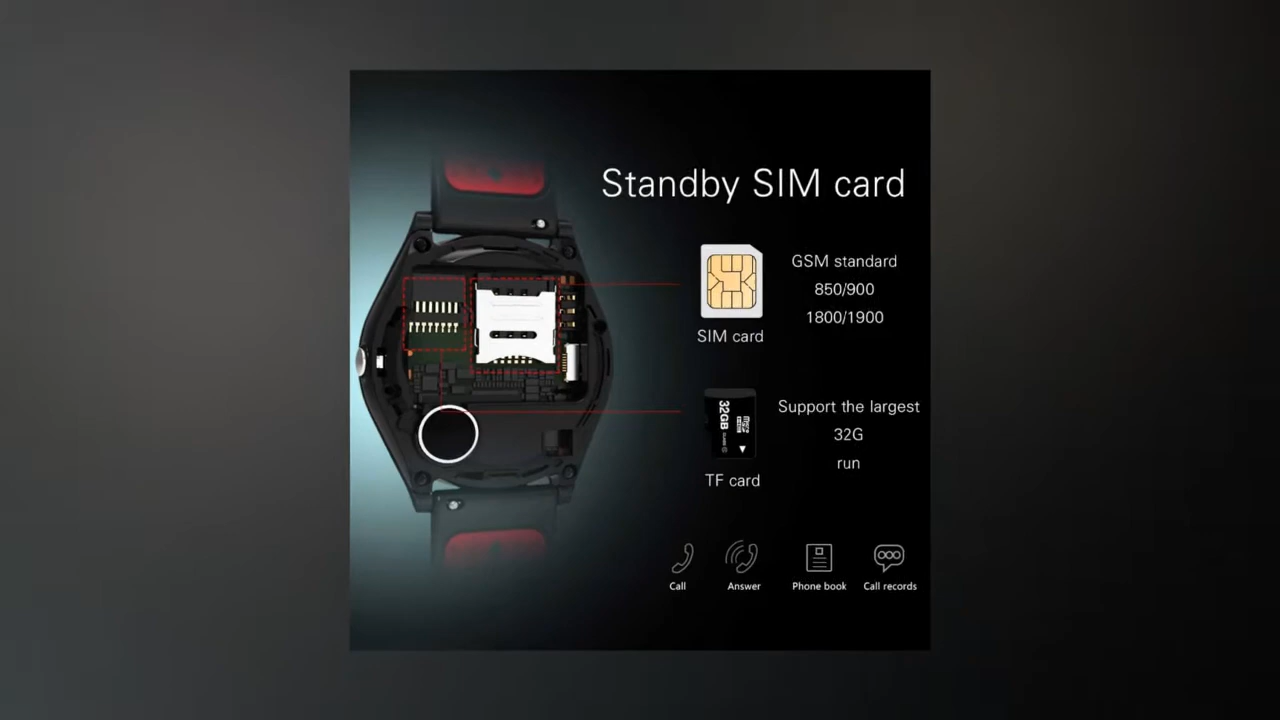 Standby SIM card
GSM standard
850/900
1800/1900
SIM card
32GB
Support the largest
32G
run
TF card
Call
Answer
Phone book
Call records